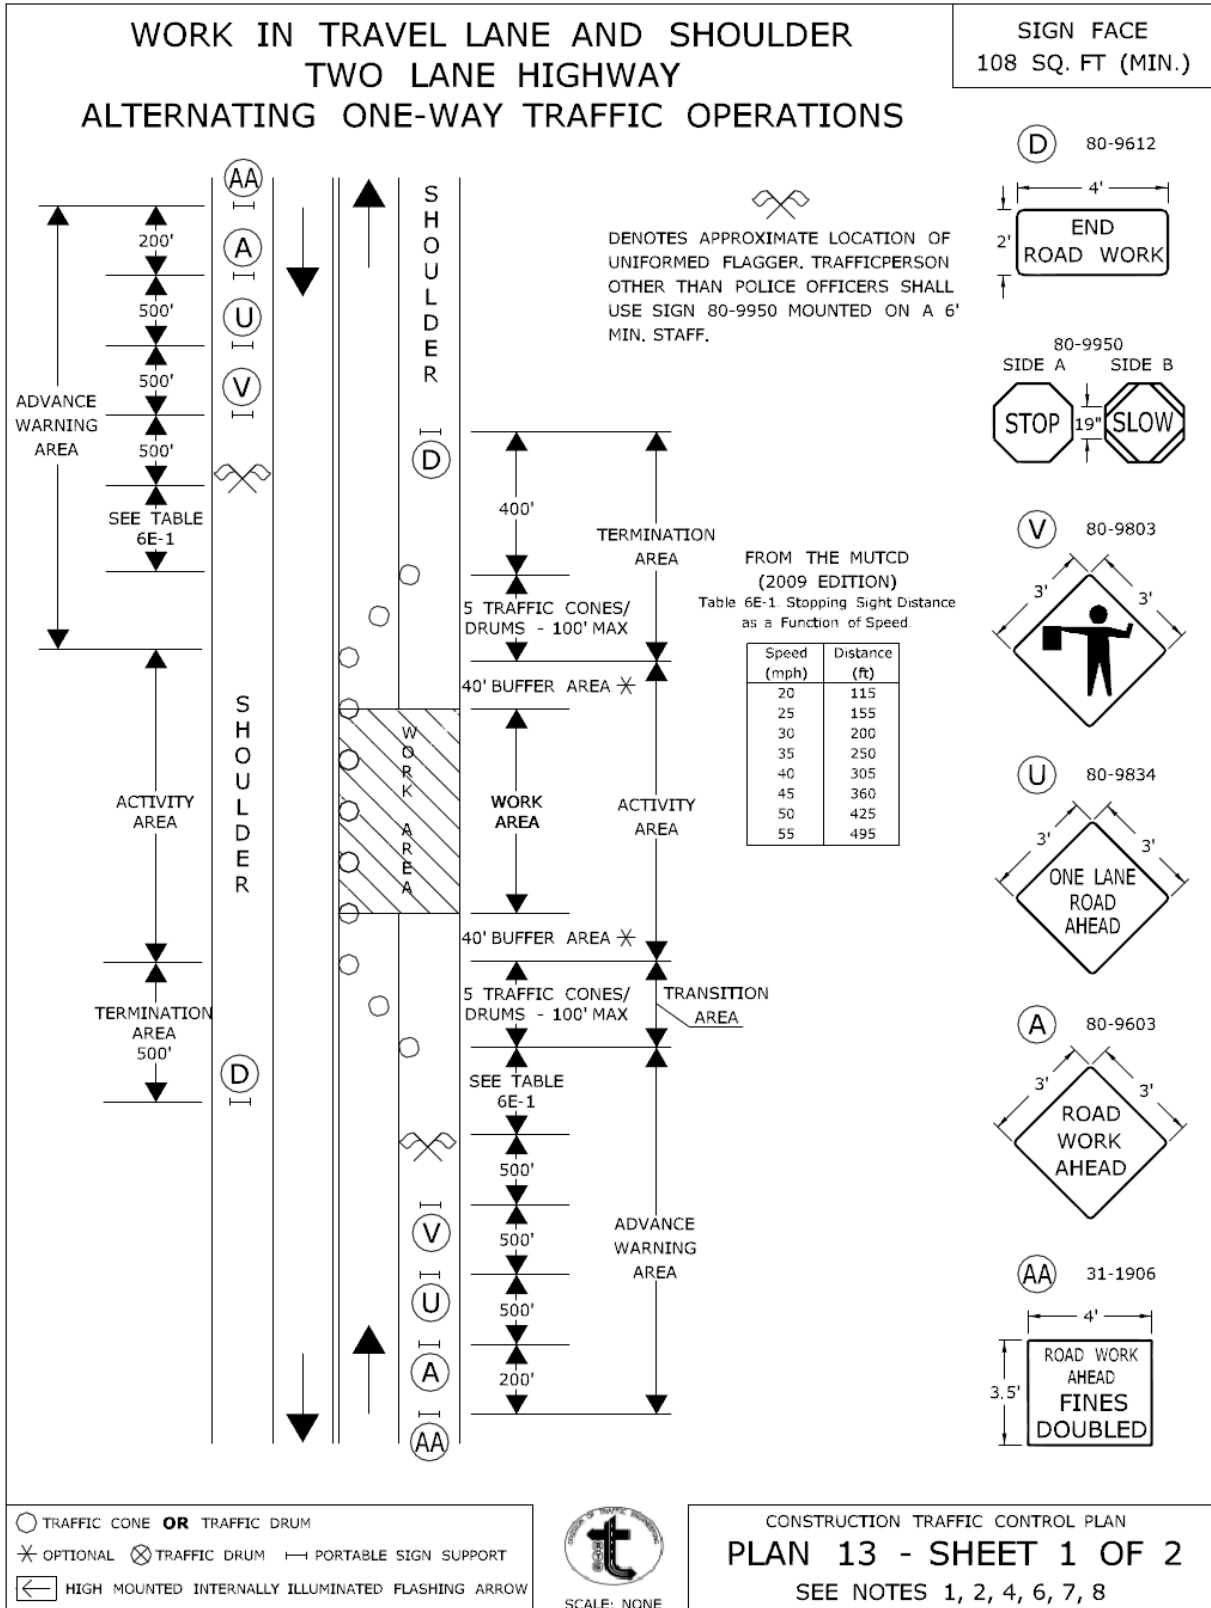 WORK IN TRAVEL LANE AND SHOULDER
TWO LANE HIGHWAY
ALTERNATING ONE-WAY TRAFFIC OPERATIONS
SIGN FACE
108 SQ. FT (MIN.)
AA
A
U
V
200'
500'
500'
500'
SEE TABLE
6E-1
ADVANCE
WARNING
AREA
SHOULDER
ACTIVITY
AREA
TERMINATION
AREA
500'
D
SHOULDER
D
400'
TERMINATION
AREA
5 TRAFFIC CONES/
DRUMS - 100' MAX
40' BUFFER AREA *
WORK AREA
WORK
AREA
ACTIVITY
AREA
40' BUFFER AREA *
5 TRAFFIC CONES/
DRUMS - 100' MAX
TRANSITION
AREA
SEE TABLE
6E-1
500'
500'
500'
200'
ADVANCE
WARNING
AREA
V
U
A
AA
DENOTES APPROXIMATE LOCATION OF
UNIFORMED FLAGGER. TRAFFICPERSON
OTHER THAN POLICE OFFICERS SHALL
USE SIGN 80-9950 MOUNTED ON A 6'
MIN. STAFF.
FROM THE MUTCD
(2009 EDITION)
Table 6E-1. Stopping Sight Distance
as a Function of Speed.
Speed Distance
(mph) (ft)
20 115
25 155
30 200
35 250
40 305
45 360
50 425
55 495
D 80-9612
4'
2'
END
ROAD WORK
80-9950
SIDE A SIDE B
STOP 19" SLOW
V 80-9803
3' 3'
U 80-9834
3' 3'
ONE LANE
ROAD
AHEAD
A 80-9603
3' 3'
ROAD
WORK
AHEAD
AA 31-1906
4'
3.5'
ROAD WORK
AHEAD
FINES
DOUBLED
TRAFFIC CONE OR TRAFFIC DRUM
* OPTIONAL TRAFFIC DRUM PORTABLE SIGN SUPPORT
HIGH MOUNTED INTERNALLY ILLUMINATED FLASHING ARROW
SCALE: NONE
CONSTRUCTION TRAFFIC CONTROL PLAN
PLAN 13 - SHEET 1 OF 2
SEE NOTES 1, 2, 4, 6, 7, 8